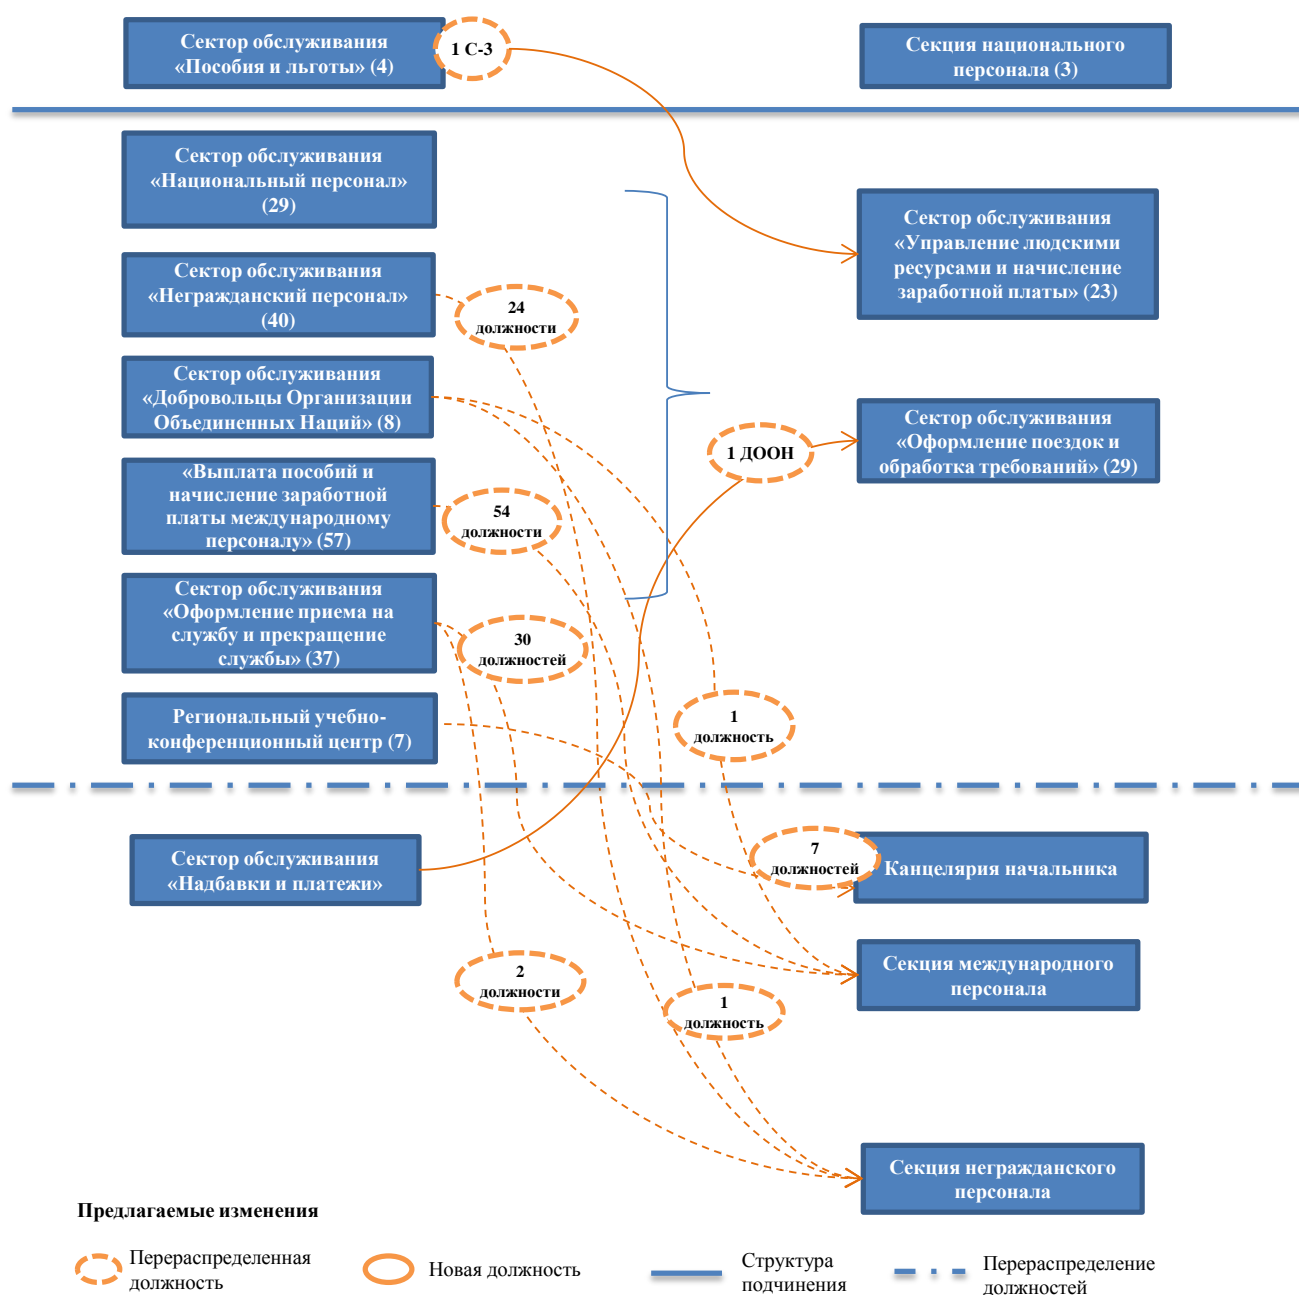 Сектор обслуживания
«Пособия и льготы» (4)
1 С-3
Секция национального
персонала (3)
Сектор обслуживания
«Национальный персонал»
(29)
Сектор обслуживания
«Управление людскими
ресурсами и начисление
заработной платы» (23)
Сектор обслуживания
«Негражданский персонал»
(40)
24
должности
Сектор обслуживания
«Добровольцы Организации
Объединенных Наций» (8)
Сектор обслуживания
«Оформление поездок и
обработка требований» (29)
1 ДООН
«Выплата пособий и
начисление заработной
платы международному
персоналу» (57)
54
должности
Сектор обслуживания
«Оформление приема на
службу и прекращение
службы» (37)
30
должностей
Региональный учебно-
конференционный центр (7)
1
должность
Сектор обслуживания
«Надбавки и платежи»
7
должностей
Канцелярия начальника
Секция международного
персонала
2
должности
1
должность
Секция негражданского
персонала
Предлагаемые изменения
Перераспределенная
должность
Новая должность
Структура
подчинения
Перераспределение
должностей